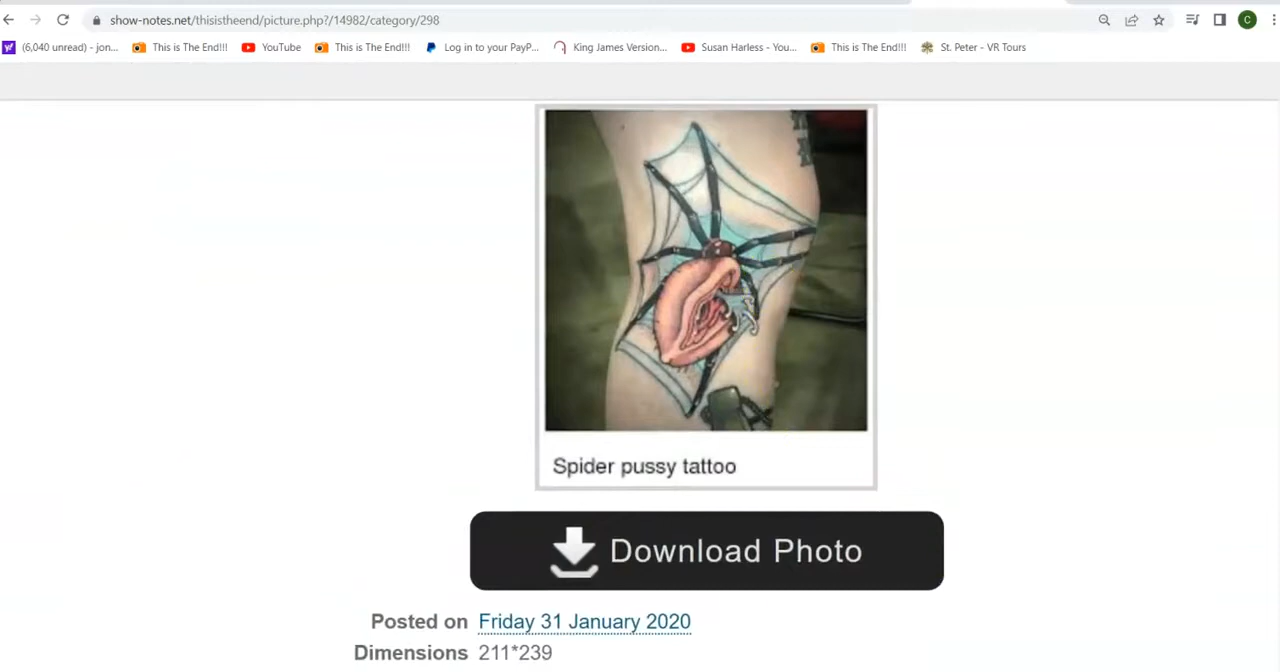 show-notes.net/thisistheend/picture.php?/14982/category/298
(6,040 unread) - jon... This is The End!!! YouTube This is The End!!! Log in to your PayP... King James Version... Susan Harless - You... This is The End!!! St. Peter - VR Tours
Spider pussy tattoo
Download Photo
Posted on Friday 31 January 2020
Dimensions 211*239